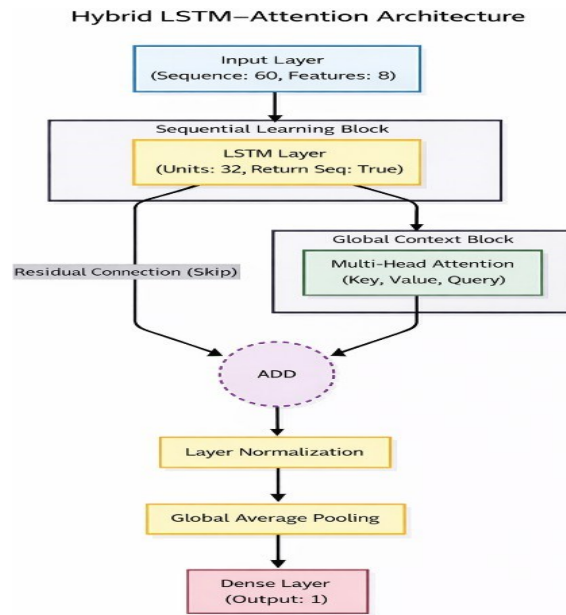 Hybrid LSTM–Attention Architecture
Input Layer
(Sequence: 60, Features: 8)
Sequential Learning Block
LSTM Layer
(Units: 32, Return Seq: True)
Global Context Block
Multi-Head Attention
(Key, Value, Query)
Residual Connection (Skip)
ADD
Layer Normalization
Global Average Pooling
Dense Layer
(Output: 1)